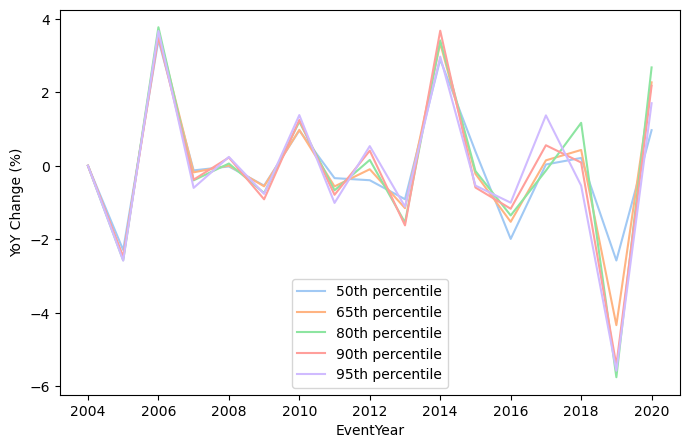 4
2
0
−2
−4
−6
YoY Change (%)
50th percentile
65th percentile
80th percentile
90th percentile
95th percentile
2004 2006 2008 2010 2012 2014 2016 2018 2020
EventYear